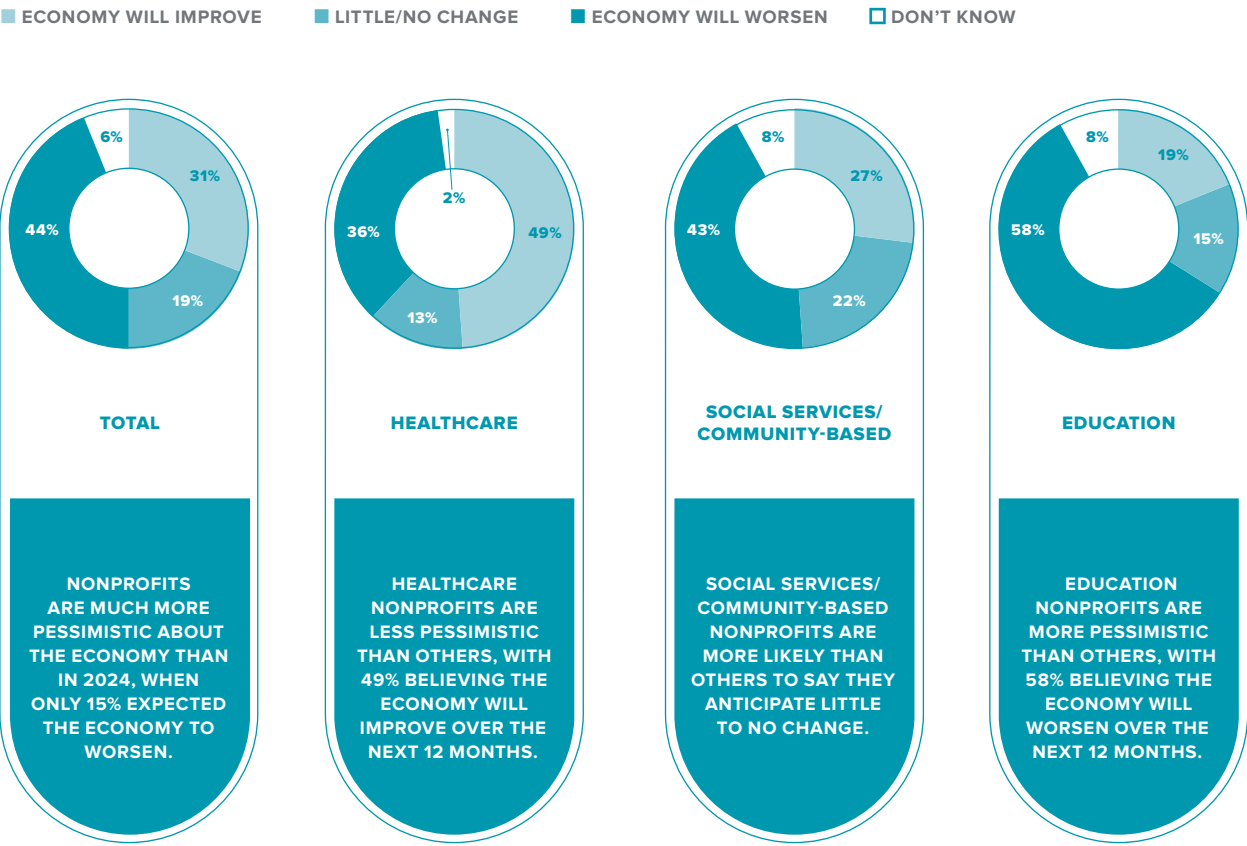 ECONOMY WILL IMPROVE
LITTLE/NO CHANGE
ECONOMY WILL WORSEN
DON'T KNOW
6%
31%
44%
19%
TOTAL
NONPROFITS
ARE MUCH MORE
PESSIMISTIC ABOUT
THE ECONOMY THAN
IN 2024, WHEN
ONLY 15% EXPECTED
THE ECONOMY TO
WORSEN.
2%
36%
49%
13%
HEALTHCARE
HEALTHCARE
NONPROFITS ARE
LESS PESSIMISTIC
THAN OTHERS, WITH
49% BELIEVING THE
ECONOMY WILL
IMPROVE OVER THE
NEXT 12 MONTHS.
8%
27%
43%
22%
SOCIAL SERVICES/
COMMUNITY-BASED
SOCIAL SERVICES/
COMMUNITY-BASED
NONPROFITS ARE
MORE LIKELY THAN
OTHERS TO SAY THEY
ANTICIPATE LITTLE
TO NO CHANGE.
8%
19%
58%
15%
EDUCATION
EDUCATION
NONPROFITS ARE
MORE PESSIMISTIC
THAN OTHERS, WITH
58% BELIEVING THE
ECONOMY WILL
WORSEN OVER THE
NEXT 12 MONTHS.